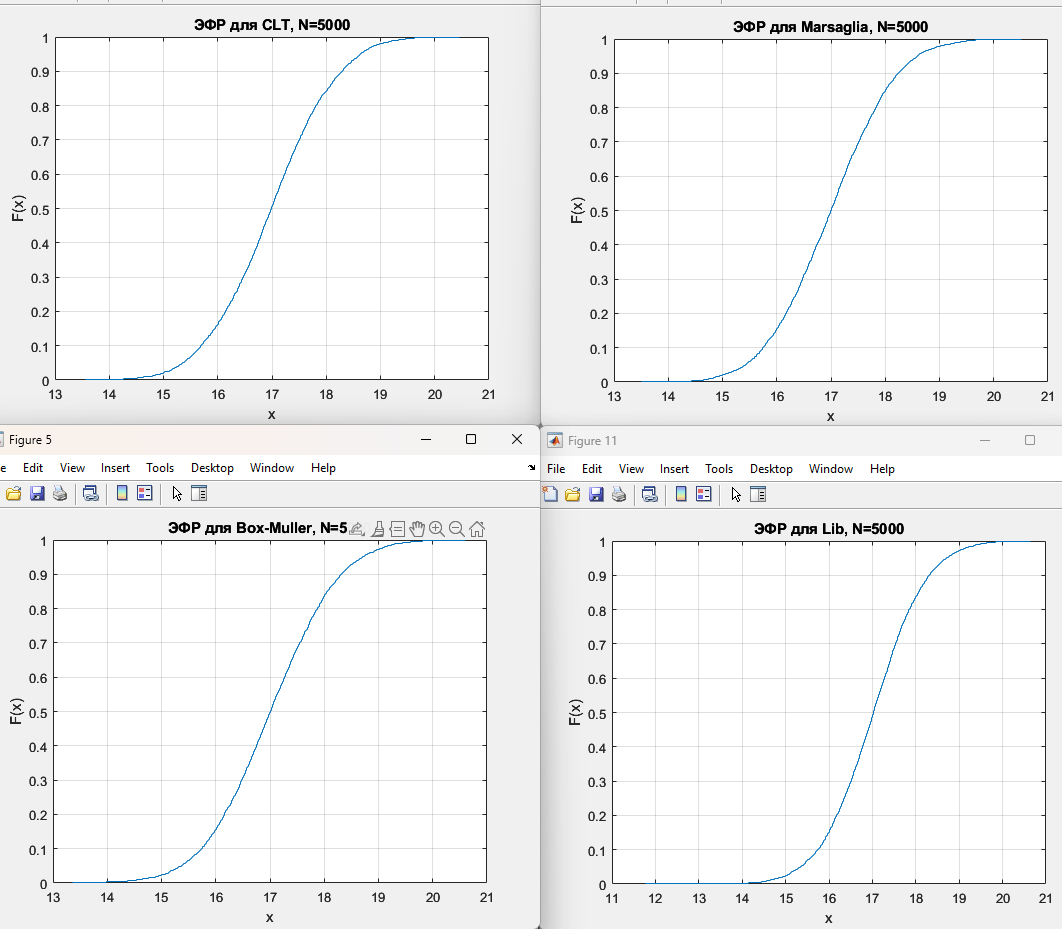 ЭФР для CLT, N=5000
1
0.9
0.8
0.7
0.6
0.5
0.4
0.3
0.2
0.1
0
F(x)
13 14 15 16 17 18 19 20 21
x
ЭФР для Marsaglia, N=5000
1
0.9
0.8
0.7
0.6
0.5
0.4
0.3
0.2
0.1
0
F(x)
13 14 15 16 17 18 19 20 21
x
Figure 5
e Edit View Insert Tools Desktop Window Help
ЭФР для Box-Muller, N=5
1
0.9
0.8
0.7
0.6
0.5
0.4
0.3
0.2
0.1
0
F(x)
13 14 15 16 17 18 19 20 21
x
Figure 11
File Edit View Insert Tools Desktop Window Help
ЭФР для Lib, N=5000
1
0.9
0.8
0.7
0.6
0.5
0.4
0.3
0.2
0.1
0
F(x)
11 12 13 14 15 16 17 18 19 20 21
x